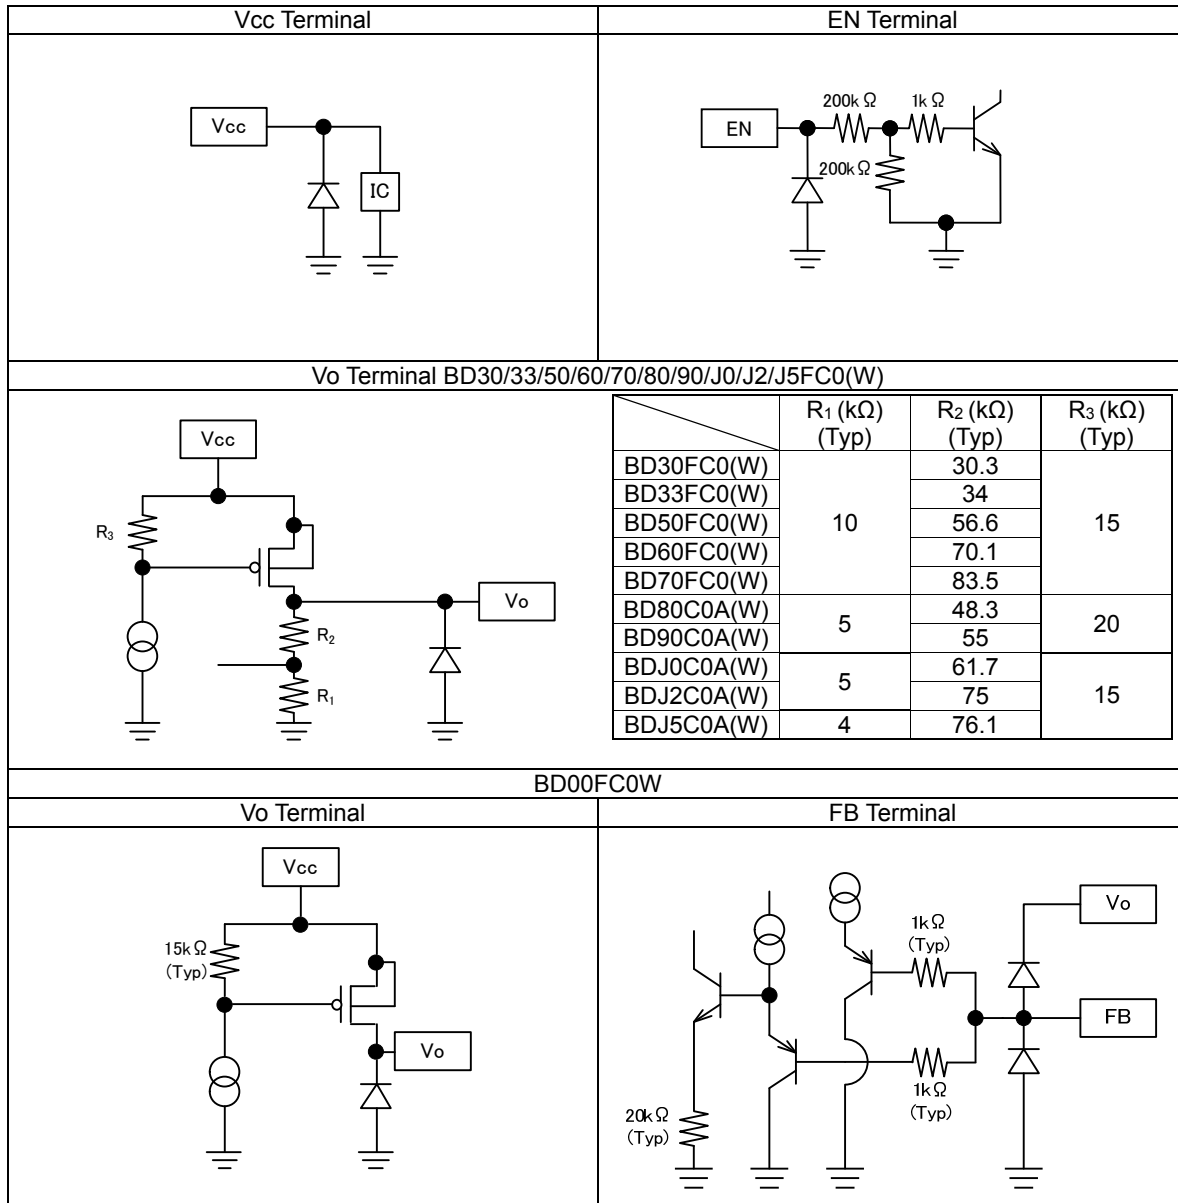 Vcc Terminal
EN Terminal
Vcc
IC
EN
200kΩ
1kΩ
200kΩ
Vo Terminal BD30/33/50/60/70/80/90/J0/J2/J5FC0(W)
Vcc
R3
R2
R1
Vo
R1 (kΩ) (Typ) R2 (kΩ) (Typ) R3 (kΩ) (Typ)
BD30FC0(W) 10 30.3 15
BD33FC0(W) 34
BD50FC0(W) 56.6
BD60FC0(W) 70.1
BD70FC0(W) 83.5
BD80C0A(W) 5 48.3 20
BD90C0A(W) 55
BDJ0C0A(W) 5 61.7 15
BDJ2C0A(W) 75
BDJ5C0A(W) 4 76.1
BD00FC0W
Vo Terminal
FB Terminal
Vcc
15kΩ
(Typ)
Vo
Vo
1kΩ
(Typ)
FB
1kΩ
(Typ)
20kΩ
(Typ)